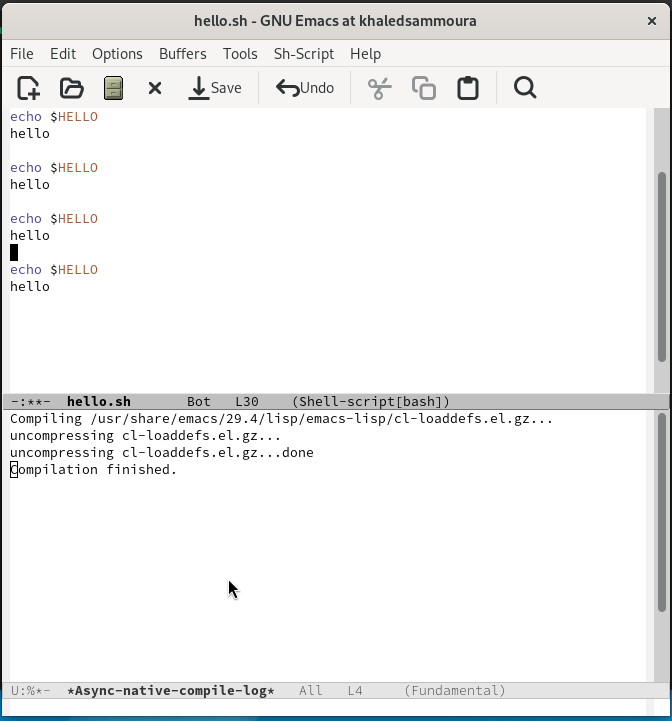 hello.sh - GNU Emacs at khaledsammoura
File Edit Options Buffers Tools Sh-Script Help
Save Undo
echo $HELLO
hello
echo $HELLO
hello
echo $HELLO
hello
echo $HELLO
hello
-:**- hello.sh Bot L30 (Shell-script[bash])
Compiling /usr/share/emacs/29.4/lisp/emacs-lisp/cl-loaddefs.el.gz...
uncompressing cl-loaddefs.el.gz...
uncompressing cl-loaddefs.el.gz...done
Compilation finished.
U:%*- *Async-native-compile-log* All L4 (Fundamental)